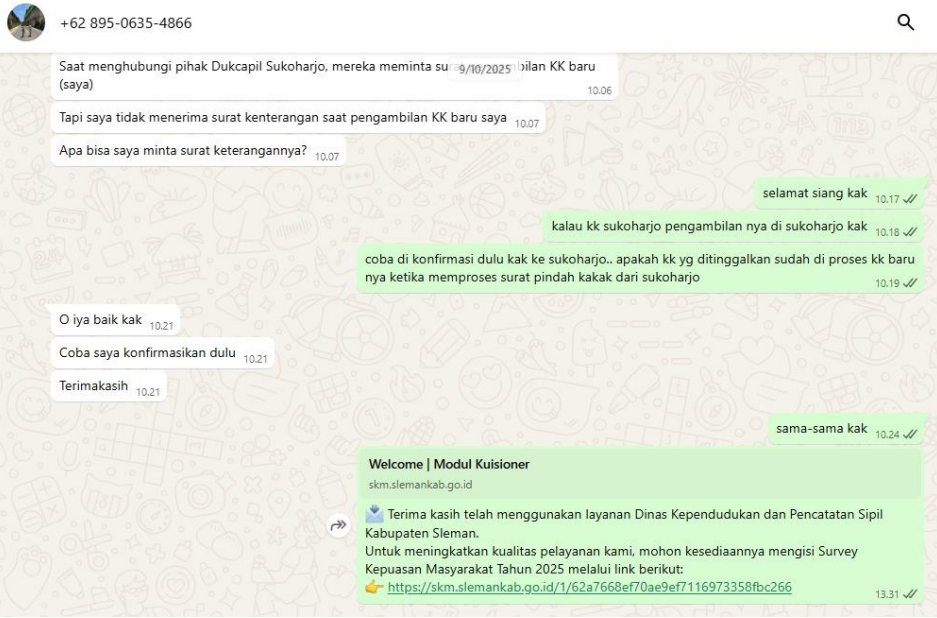 +62 895-0635-4866
9/10/2025
Saat menghubungi pihak Dukcapil Sukoharjo, mereka meminta bilan KK baru
(saya)
10.06
Tapi saya tidak menerima surat kenterangan saat pengambilan KK baru saya 10.07
Apa bisa saya minta surat keterangannya? 10.07
selamat siang kak 10.17
kalau kk sukoharjo pengambilan nya di sukoharjo kak 10.18
coba di konfirmasi dulu kak ke sukoharjo.. apakah kk yg ditinggalkan sudah di proses kk baru
nya ketika memproses surat pindah kakak dari sukoharjo 10.19
O iya baik kak 10.21
Coba saya konfirmasikan dulu 10.21
Terimakasih 10.21
sama-sama kak 10.24
Welcome | Modul Kuisioner
skm.slemankab.go.id
Terima kasih telah menggunakan layanan Dinas Kependudukan dan Pencatatan Sipil
Kabupaten Sleman.
Untuk meningkatkan kualitas pelayanan kami, mohon kesediaannya mengisi Survey
Kepuasan Masyarakat Tahun 2025 melalui link berikut:
👉 https://skm.slemankab.go.id/1/62a7668ef70ae9ef7116973358fbc266 13.31